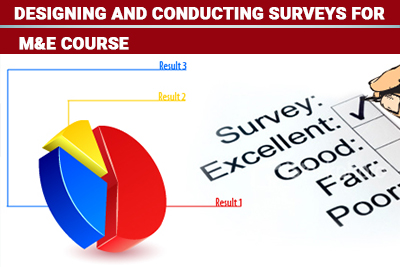 DESIGNING AND CONDUCTING SURVEYS FOR
M&E COURSE
Result 3
Result 2
Result 1
Survey:
Excellent:
Good:
Fair:
Poor: